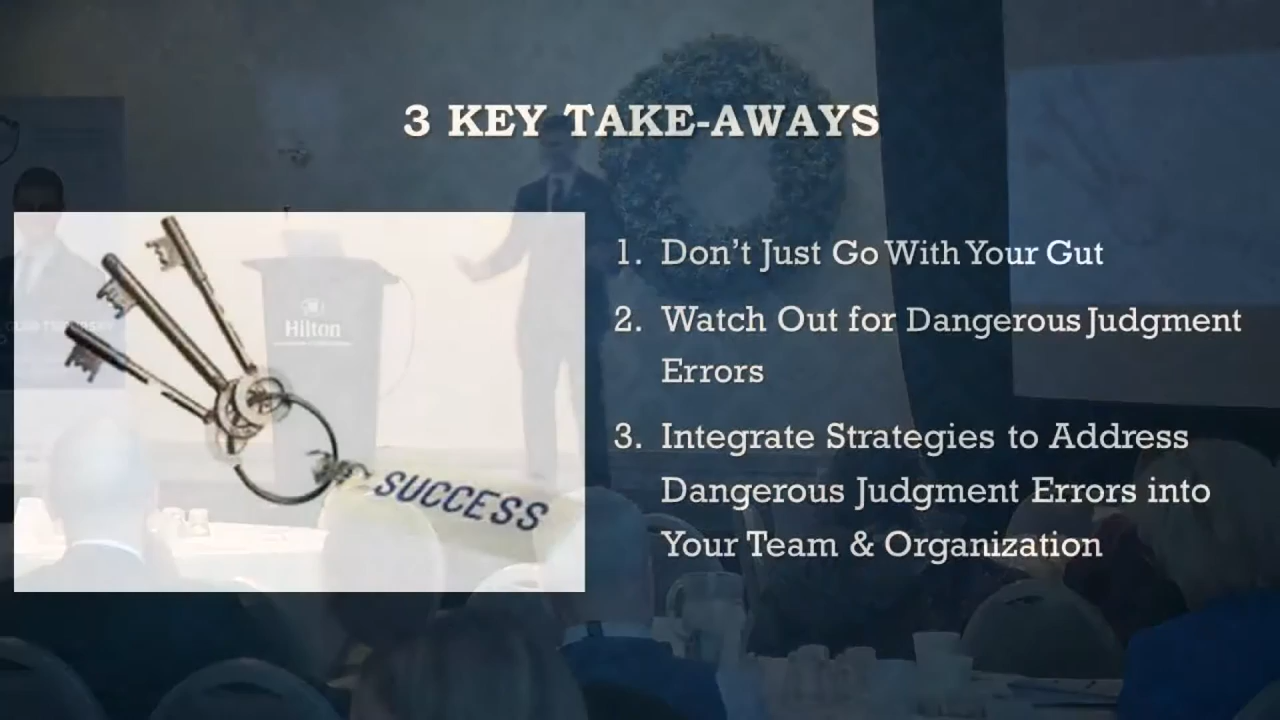 3 KEY TAKE-AWAYS
1. Don't Just Go With Your Gut
2. Watch Out for Dangerous Judgment
Errors
3. Integrate Strategies to Address
Dangerous Judgment Errors into
Your Team & Organization
Hilton
SUCCESS